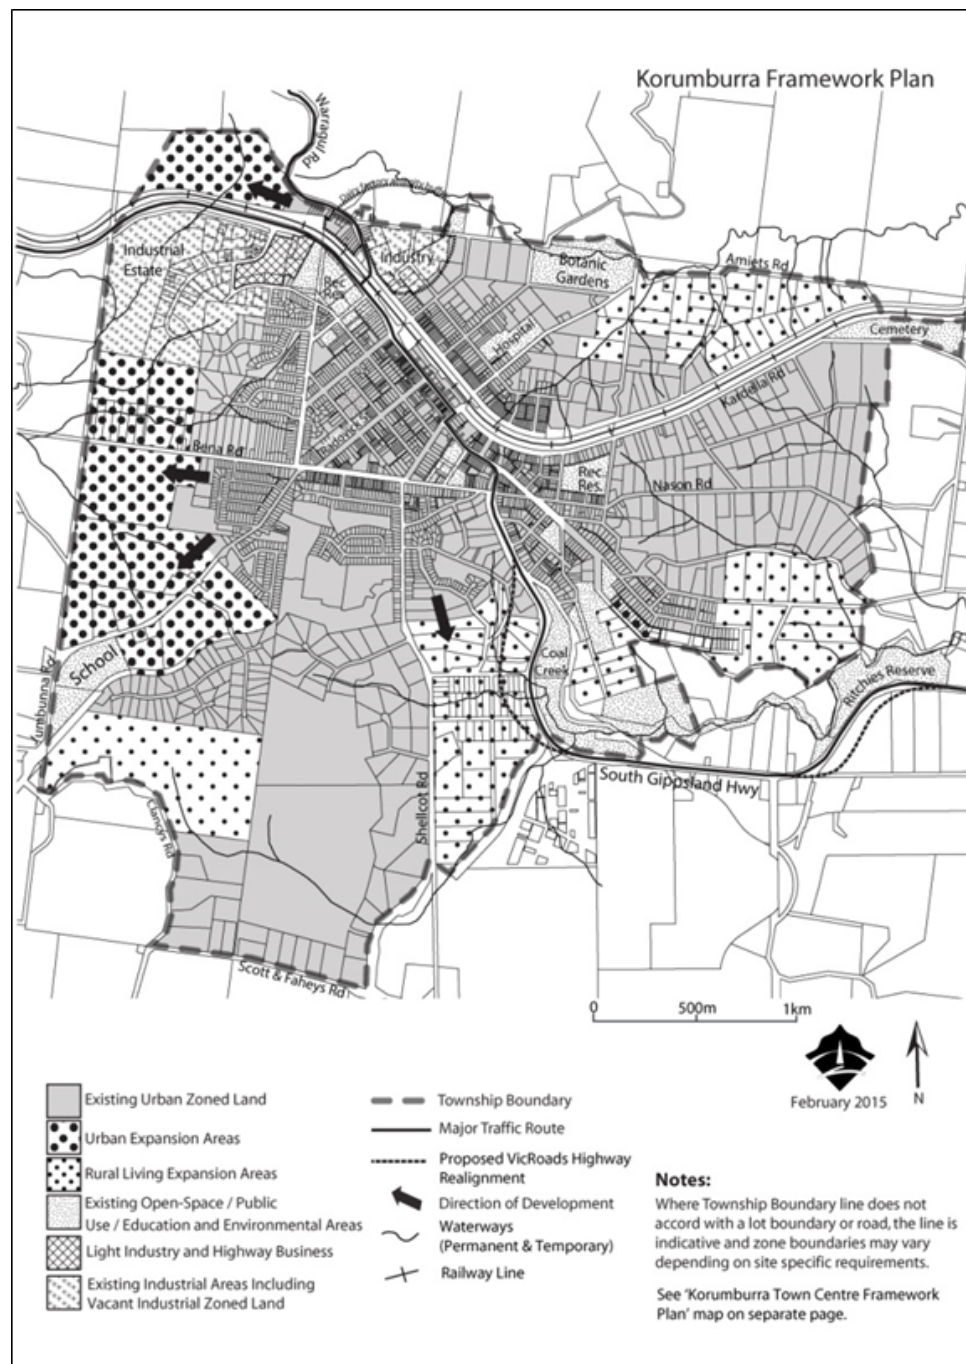 Korumburra Framework Plan
Warragul Rd
Industrial
Estate
Industry
Rec
Res
Botanic
Gardens
Amiets Rd
Hospital
Cemetery
Kardella Rd
Bena Rd
Rec.
Res.
Nason Rd
School
Coal
Creek
Ritchies Reserve
South Gippsland Hwy
Shellcot Rd
Clancys Rd
Scott & Faheys Rd
0 500m 1km
February 2015
N
Existing Urban Zoned Land
Urban Expansion Areas
Rural Living Expansion Areas
Existing Open-Space / Public
Use / Education and Environmental Areas
Light Industry and Highway Business
Existing Industrial Areas Including
Vacant Industrial Zoned Land
Township Boundary
Major Traffic Route
Proposed VicRoads Highway
Realignment
Direction of Development
Waterways
(Permanent & Temporary)
Railway Line
Notes:
Where Township Boundary line does not
accord with a lot boundary or road, the line is
indicative and zone boundaries may vary
depending on site specific requirements.
See 'Korumburra Town Centre Framework
Plan' map on separate page.